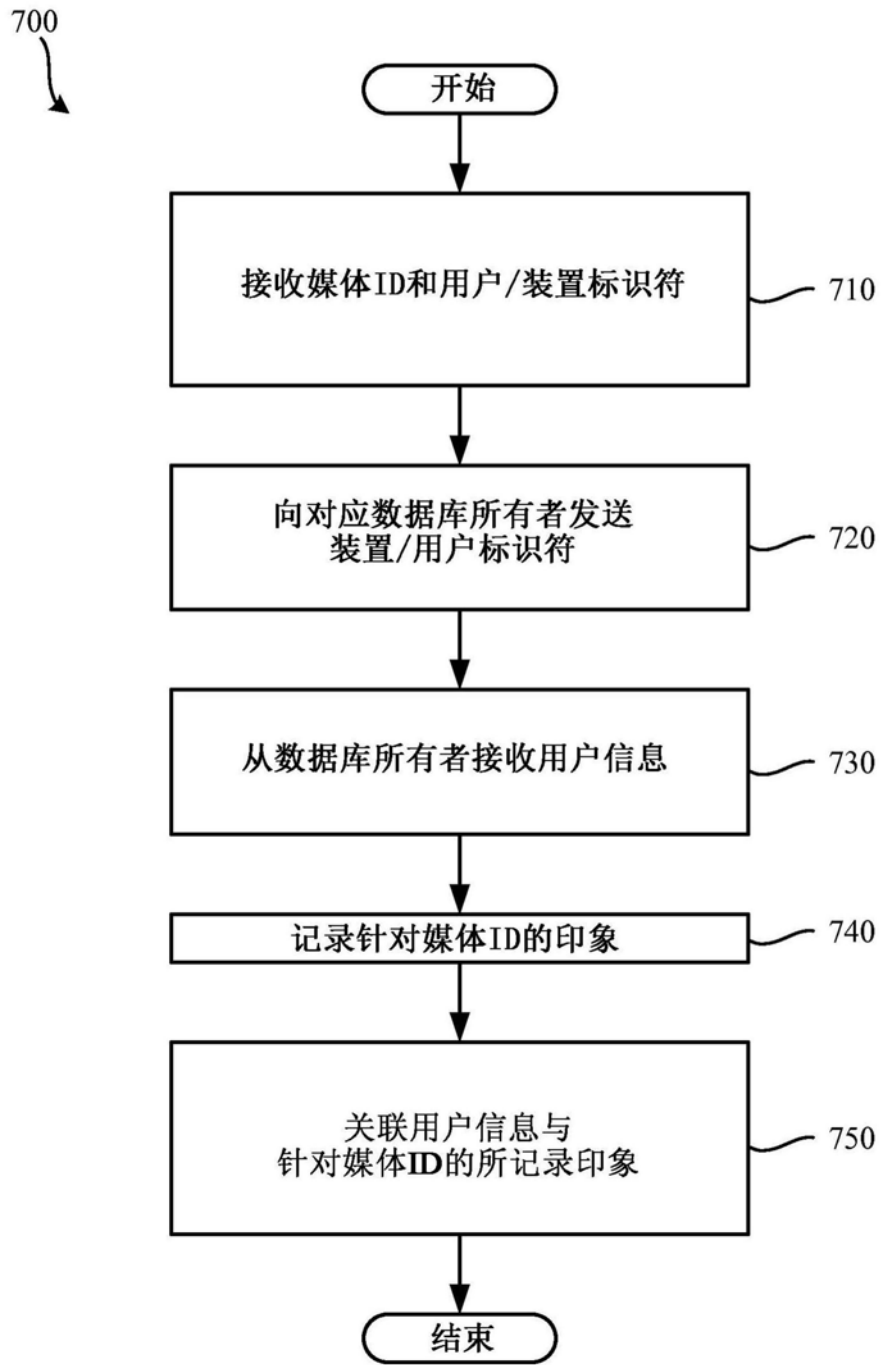 700
开始
接收媒体ID和用户/装置标识符
710
向对应数据库所有者发送
装置/用户标识符
720
从数据库所有者接收用户信息
730
记录针对媒体ID的印象
740
关联用户信息与
针对媒体ID的所记录印象
750
结束